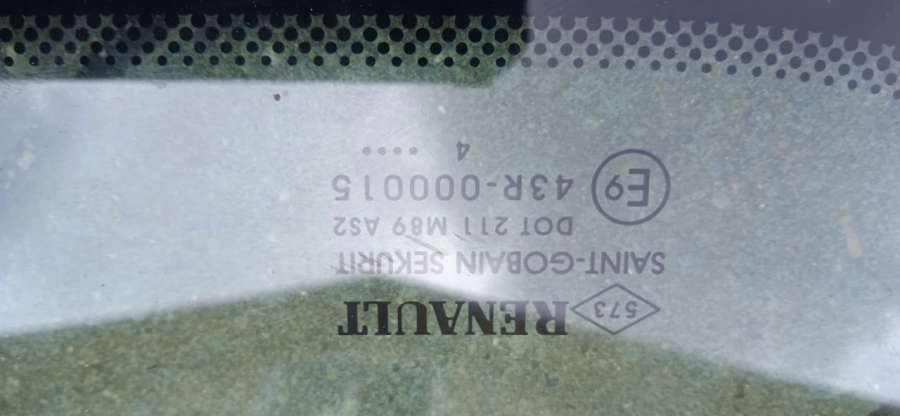 573 RENAULT
SAINT-GOBAIN SEKURIT
DOT 211 M89 AS2
E9 43R-000015
4 ....